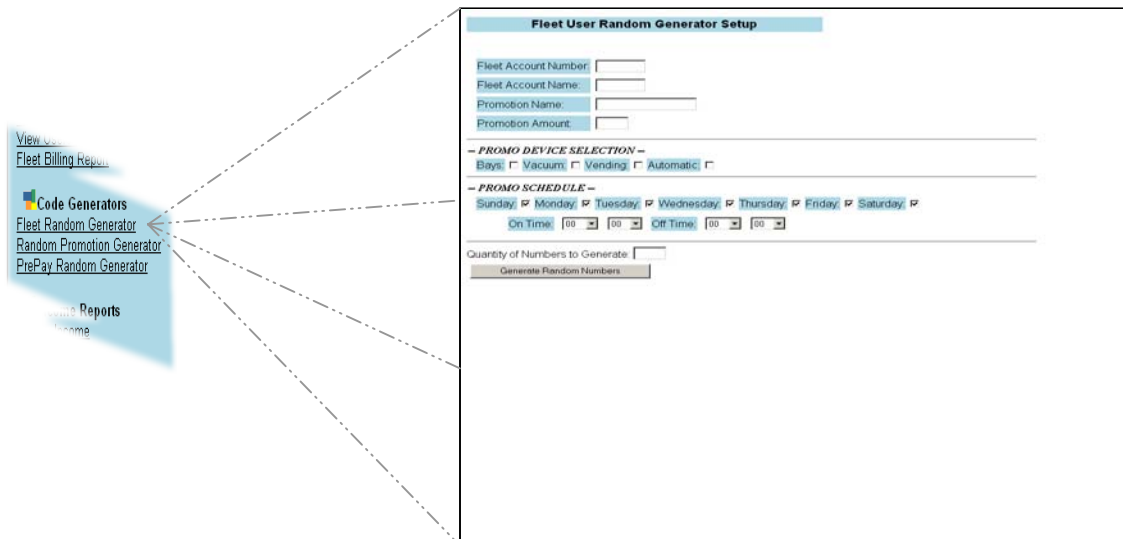 View
Fleet Billing
Code Generators
Fleet Random Generator
Random Promotion Generator
PrePay Random Generator
Reports
Fleet User Random Generator Setup
Fleet Account Number:
Fleet Account Name:
Promotion Name:
Promotion Amount:
-- PROMO DEVICE SELECTION --
Bays: Vacuum: Vending: Automatic:
-- PROMO SCHEDULE --
Sunday: Monday: Tuesday: Wednesday: Thursday: Friday: Saturday:
On Time: 00 00 Off Time: 00 00
Quantity of Numbers to Generate:
Generate Random Numbers